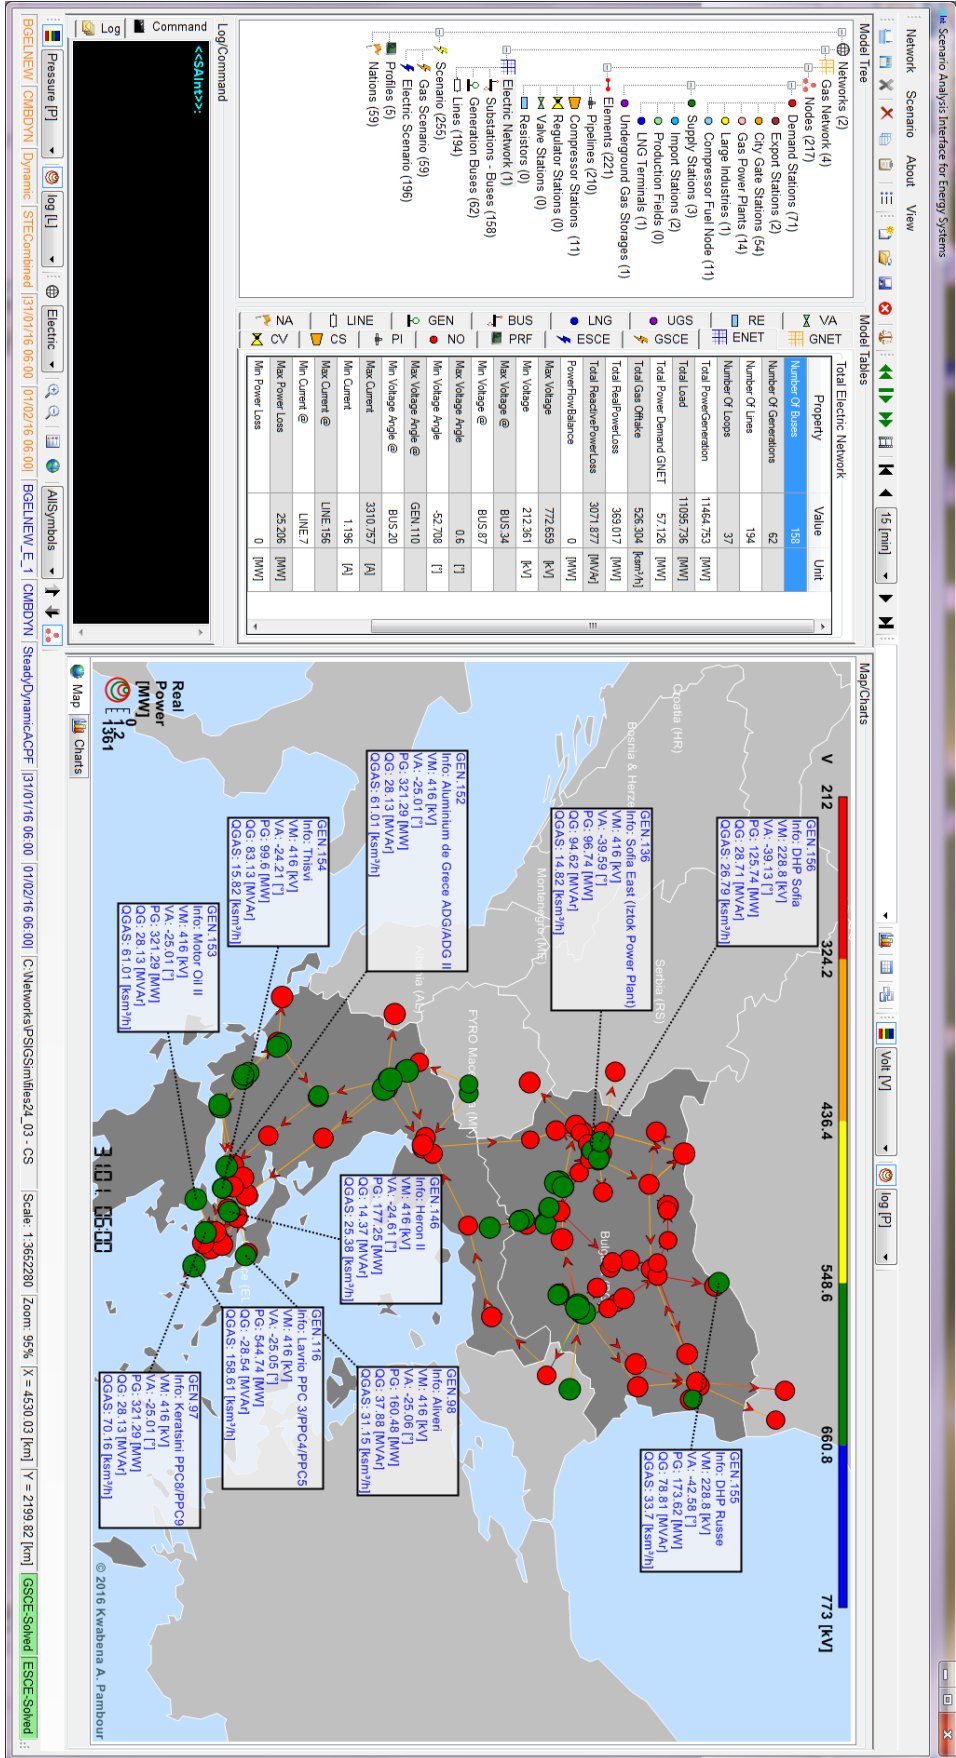 Scenario Analysis Interface for Energy Systems
Network Scenario About View
15 [min]
Volt [V]
log [P]
Model Tree
Networks (2)
Gas Network (4)
Nodes (217)
Demand Stations (71)
Export Stations (2)
City Gate Stations (54)
Gas Power Plants (14)
Large Industries (1)
Compressor Fuel Node (11)
Supply Stations (3)
Import Stations (2)
Production Fields (0)
LNG Terminals (1)
Underground Gas Storages (1)
Elements (221)
Pipelines (210)
Compressor Stations (11)
Regulator Stations (0)
Valve Stations (0)
Resistors (0)
Electric Network (1)
Substations - Buses (158)
Generation Buses (62)
Lines (194)
Scenario (255)
Gas Scenario (59)
Electric Scenario (196)
Profiles (5)
Nations (59)
Model Tables
VA RE UGS LNG BUS GEN LINE NA
GNET ENET GSCE ESCE PRF NO PI CS CV
Total Electric Network
Property Value Unit
Number Of Buses 158
Number Of Generations 62
Number Of Lines 194
Number Of Loops 37
Total PowerGeneration 11464.753 [MW]
Total Load 11095.736 [MW]
Total Power Demand GNET 57.126 [MW]
Total Gas Offtake 526.304 [ksm³/h]
Total RealPowerLoss 369.017 [MW]
Total ReactivePowerLoss 3071.877 [MVAr]
PowerFlowBalance 0 [MW]
Max Voltage 772.659 [kV]
Min Voltage 212.361 [kV]
Max Voltage @ BUS.34
Min Voltage @ BUS.87
Max Voltage Angle 0.6 [°]
Min Voltage Angle -52.708 [°]
Max Voltage Angle @ GEN.110
Min Voltage Angle @ BUS.20
Max Current 3310.757 [A]
Min Current 1.196 [A]
Max Current @ LINE.156
Min Current @ LINE.7
Max Power Loss 25.206 [MW]
Min Power Loss 0 [MW]
Log/Command
<<SAInt>>:
Log Command
Map/Charts
V 212 324.2 436.4 548.6 660.8 773 [kV]
Croatia (HR)
Bosnia & Herze
Montenegro (ME)
Serbia (RS)
FYRO Mace
(MK)
Albania (AL)
Bulg
GEN.156
Info: DHP Sofia
VM: 228.8 [kV]
VA: -39.13 [°]
PG: 125.74 [MW]
QG: 28.71 [MVAr]
QGAS: 26.79 [ksm³/h]
GEN.136
Info: Sofia East (Iztok Power Plant)
VM: 416 [kV]
VA: -39.59 [°]
PG: 96.74 [MW]
QG: 94.62 [MVAr]
QGAS: 14.82 [ksm³/h]
GEN.155
Info: DHP Russe
VM: 228.8 [kV]
VA: -42.58 [°]
PG: 173.62 [MW]
QG: 78.81 [MVAr]
QGAS: 33.7 [ksm³/h]
GEN.152
Info: Aluminium de Grece ADG/ADG II
VM: 416 [kV]
VA: -25.01 [°]
PG: 321.29 [MW]
QG: 28.13 [MVAr]
QGAS: 61.01 [ksm³/h]
GEN.146
Info: Heron II
VM: 416 [kV]
VA: -24.61 [°]
PG: 177.25 [MW]
QG: 14.37 [MVAr]
QGAS: 25.38 [ksm³/h]
GEN.98
Info: Aliveri
VM: 416 [kV]
VA: -25.06 [°]
PG: 160.48 [MW]
QG: 37.88 [MVAr]
QGAS: 31.15 [ksm³/h]
GEN.154
Info: Thisvi
VM: 416 [kV]
VA: -24.21 [°]
PG: 99.6 [MW]
QG: 83.13 [MVAr]
QGAS: 15.82 [ksm³/h]
GEN.116
Info: Lavrio PPC 3/PPC4/PPC5
VM: 416 [kV]
VA: -25.05 [°]
PG: 544.74 [MW]
QG: -28.54 [MVAr]
QGAS: 158.61 [ksm³/h]
GEN.153
Info: Motor Oil II
VM: 416 [kV]
VA: -25.01 [°]
PG: 321.29 [MW]
QG: 28.13 [MVAr]
QGAS: 61.01 [ksm³/h]
GEN.97
Info: Keratsini PPC8/PPC9
VM: 416 [kV]
VA: -25.01 [°]
PG: 321.29 [MW]
QG: 28.13 [MVAr]
QGAS: 70.16 [ksm³/h]
Real
Power
[MW]
0
12
1361
31.01. 06:00
© 2016 Kwabena A. Pambour
Map Charts
Pressure [P] log [L] Electric AllSymbols
BGELNEW CMBDYN Dynamic STECombined |31/01/16 06:00 |01/02/16 06:00| BGELNEW_E_1 CMBDYN SteadyDynamicACPF |31/01/16 06:00 |01/02/16 06:00| C:\Networks\PSIGSim\files24_03 - CS Scale: 1:3652280 Zoom: 95% X = 4530.03 [km] Y = 2199.82 [km] GSCE-Solved ESCE-Solved